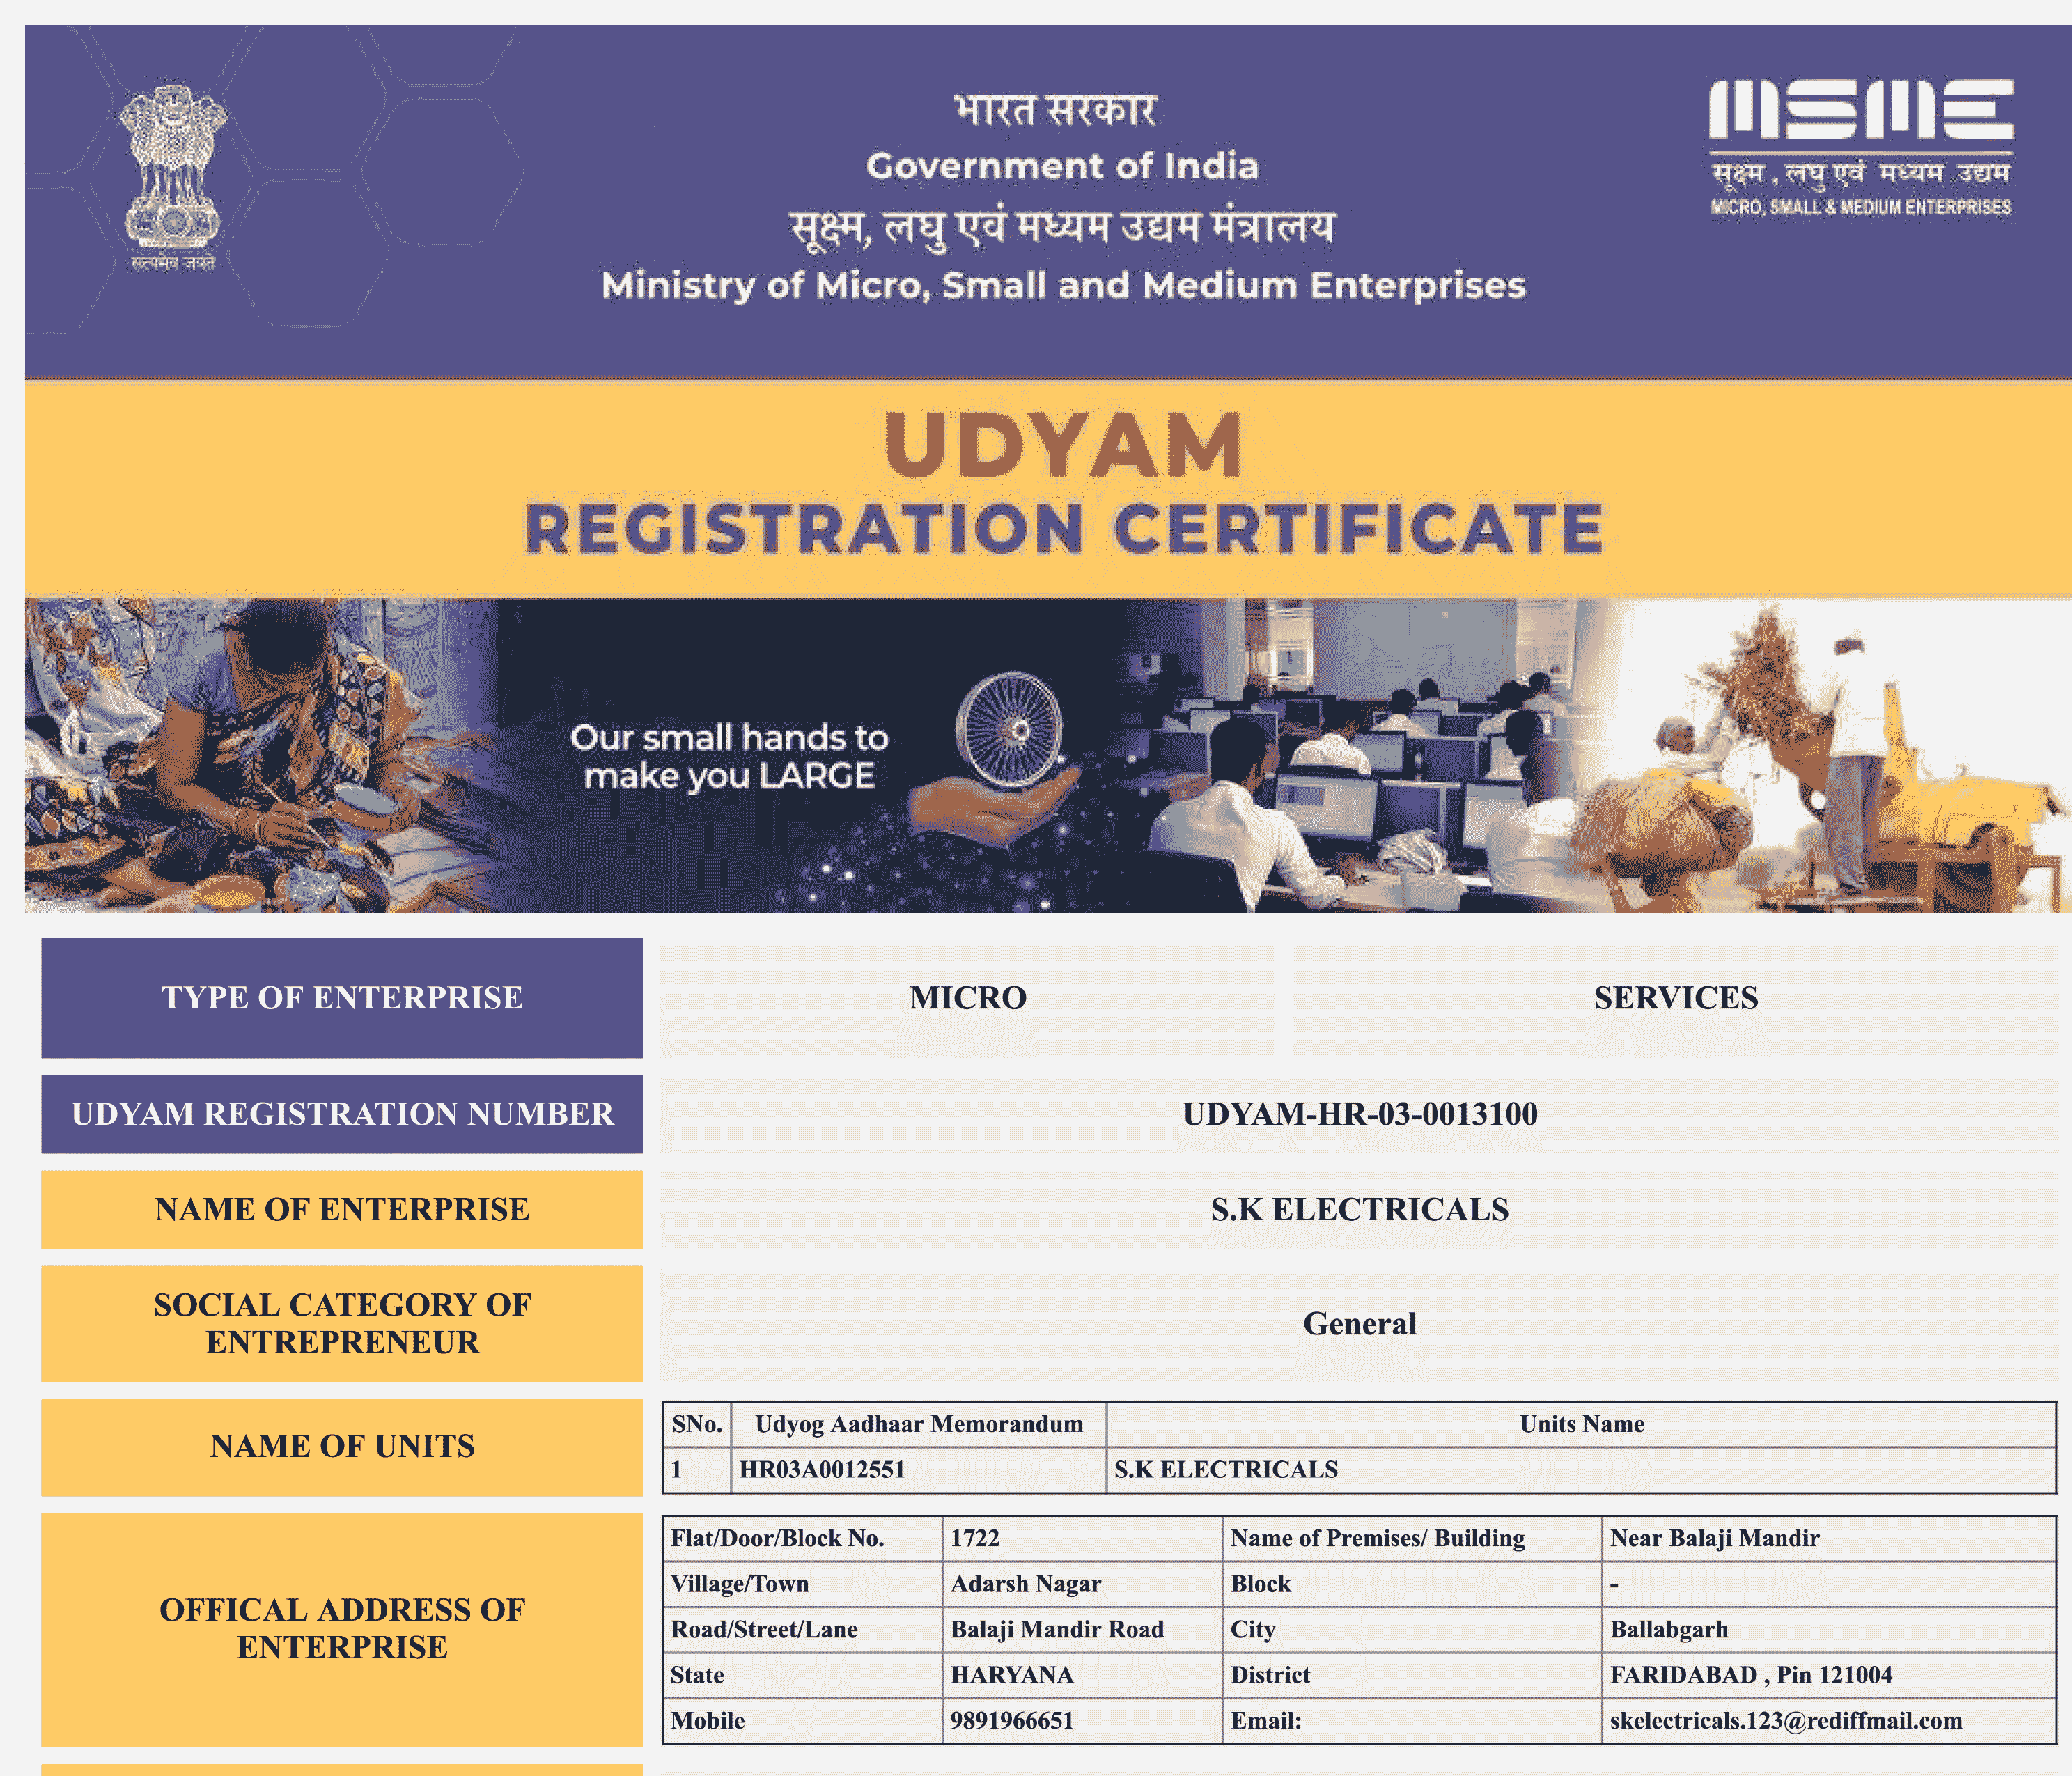 सत्यमेव जयते
भारत सरकार
Government of India
सूक्ष्म, लघु एवं मध्यम उद्यम मंत्रालय
Ministry of Micro, Small and Medium Enterprises
MSME
सूक्ष्म , लघु एवं मध्यम उद्यम
MICRO, SMALL & MEDIUM ENTERPRISES
UDYAM
REGISTRATION CERTIFICATE
Our small hands to
make you LARGE
TYPE OF ENTERPRISE MICRO SERVICES
UDYAM REGISTRATION NUMBER UDYAM-HR-03-0013100
NAME OF ENTERPRISE S.K ELECTRICALS
SOCIAL CATEGORY OF
ENTREPRENEUR
General
NAME OF UNITS
SNo. Udyog Aadhaar Memorandum Units Name
1 HR03A0012551 S.K ELECTRICALS
OFFICAL ADDRESS OF
ENTERPRISE
Flat/Door/Block No. 1722 Name of Premises/ Building Near Balaji Mandir
Village/Town Adarsh Nagar Block -
Road/Street/Lane Balaji Mandir Road City Ballabgarh
State HARYANA District FARIDABAD , Pin 121004
Mobile 9891966651 Email: skelectricals.123@rediffmail.com